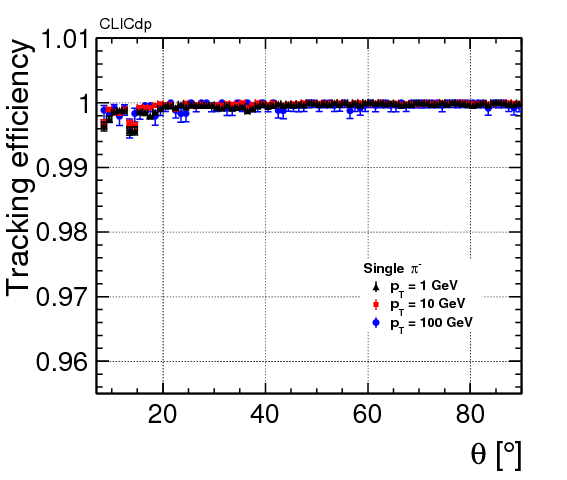 CLICdp
Tracking efficiency
1.01
1
0.99
0.98
0.97
0.96
Single π⁻
p_T = 1 GeV
p_T = 10 GeV
p_T = 100 GeV
20 40 60 80
θ [°]